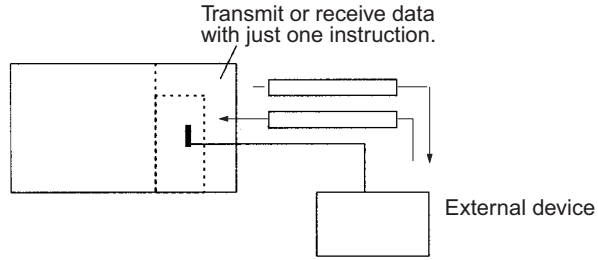 Transmit or receive data
with just one instruction.
External device